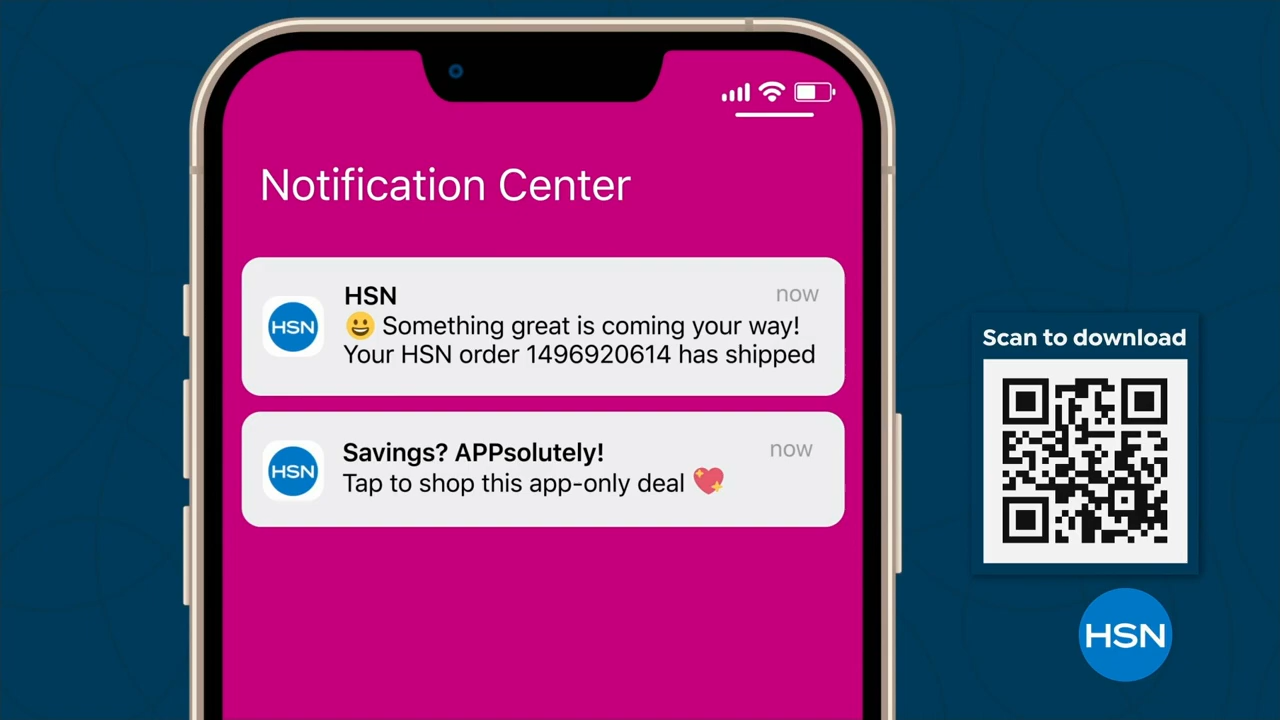 Notification Center
HSN
now
HSN
😀 Something great is coming your way!
Your HSN order 1496920614 has shipped
HSN
Savings? APPsolutely!
now
Tap to shop this app-only deal 💖
Scan to download
HSN